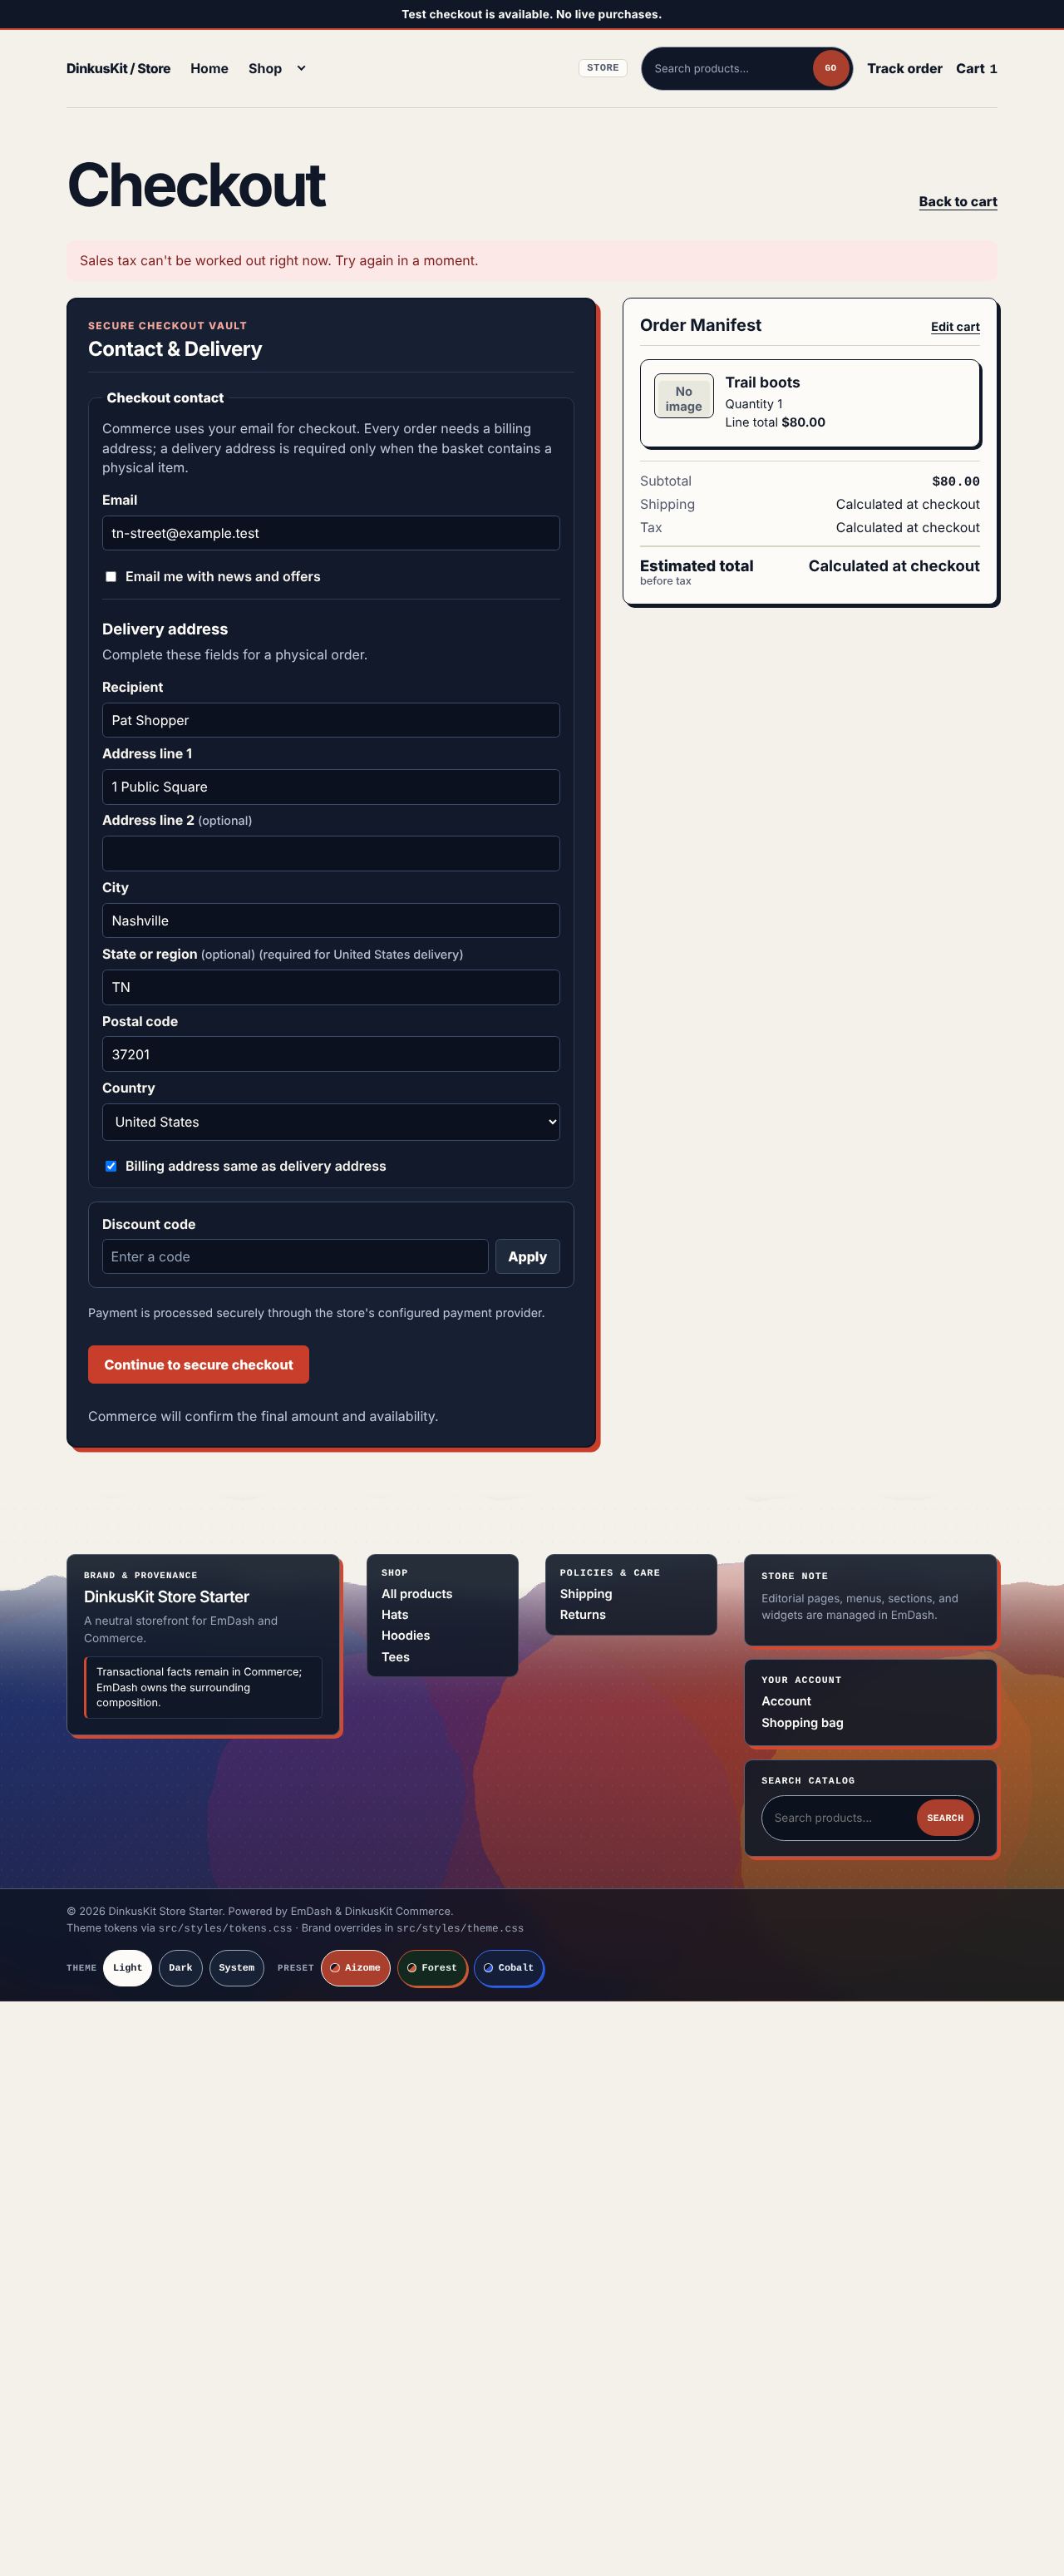 Test checkout is available. No live purchases.
DinkusKit / Store
Home
Shop
STORE
Search products...
GO
Track order
Cart 1
Checkout
Back to cart
Sales tax can't be worked out right now. Try again in a moment.
SECURE CHECKOUT VAULT
Contact & Delivery
Checkout contact
Commerce uses your email for checkout. Every order needs a billing
address; a delivery address is required only when the basket contains a
physical item.
Email
tn-street@example.test
Email me with news and offers
Delivery address
Complete these fields for a physical order.
Recipient
Pat Shopper
Address line 1
1 Public Square
Address line 2 (optional)
City
Nashville
State or region (optional) (required for United States delivery)
TN
Postal code
37201
Country
United States
Billing address same as delivery address
Discount code
Enter a code
Apply
Payment is processed securely through the store's configured payment provider.
Continue to secure checkout
Commerce will confirm the final amount and availability.
Order Manifest
Edit cart
No
image
Trail boots
Quantity 1
Line total $80.00
Subtotal $80.00
Shipping Calculated at checkout
Tax Calculated at checkout
Estimated total Calculated at checkout
before tax
BRAND & PROVENANCE
DinkusKit Store Starter
A neutral storefront for EmDash and
Commerce.
Transactional facts remain in Commerce;
EmDash owns the surrounding
composition.
SHOP
All products
Hats
Hoodies
Tees
POLICIES & CARE
Shipping
Returns
STORE NOTE
Editorial pages, menus, sections, and
widgets are managed in EmDash.
YOUR ACCOUNT
Account
Shopping bag
SEARCH CATALOG
Search products...
SEARCH
© 2026 DinkusKit Store Starter. Powered by EmDash & DinkusKit Commerce.
Theme tokens via src/styles/tokens.css · Brand overrides in src/styles/theme.css
THEME Light Dark System PRESET Aizome Forest Cobalt